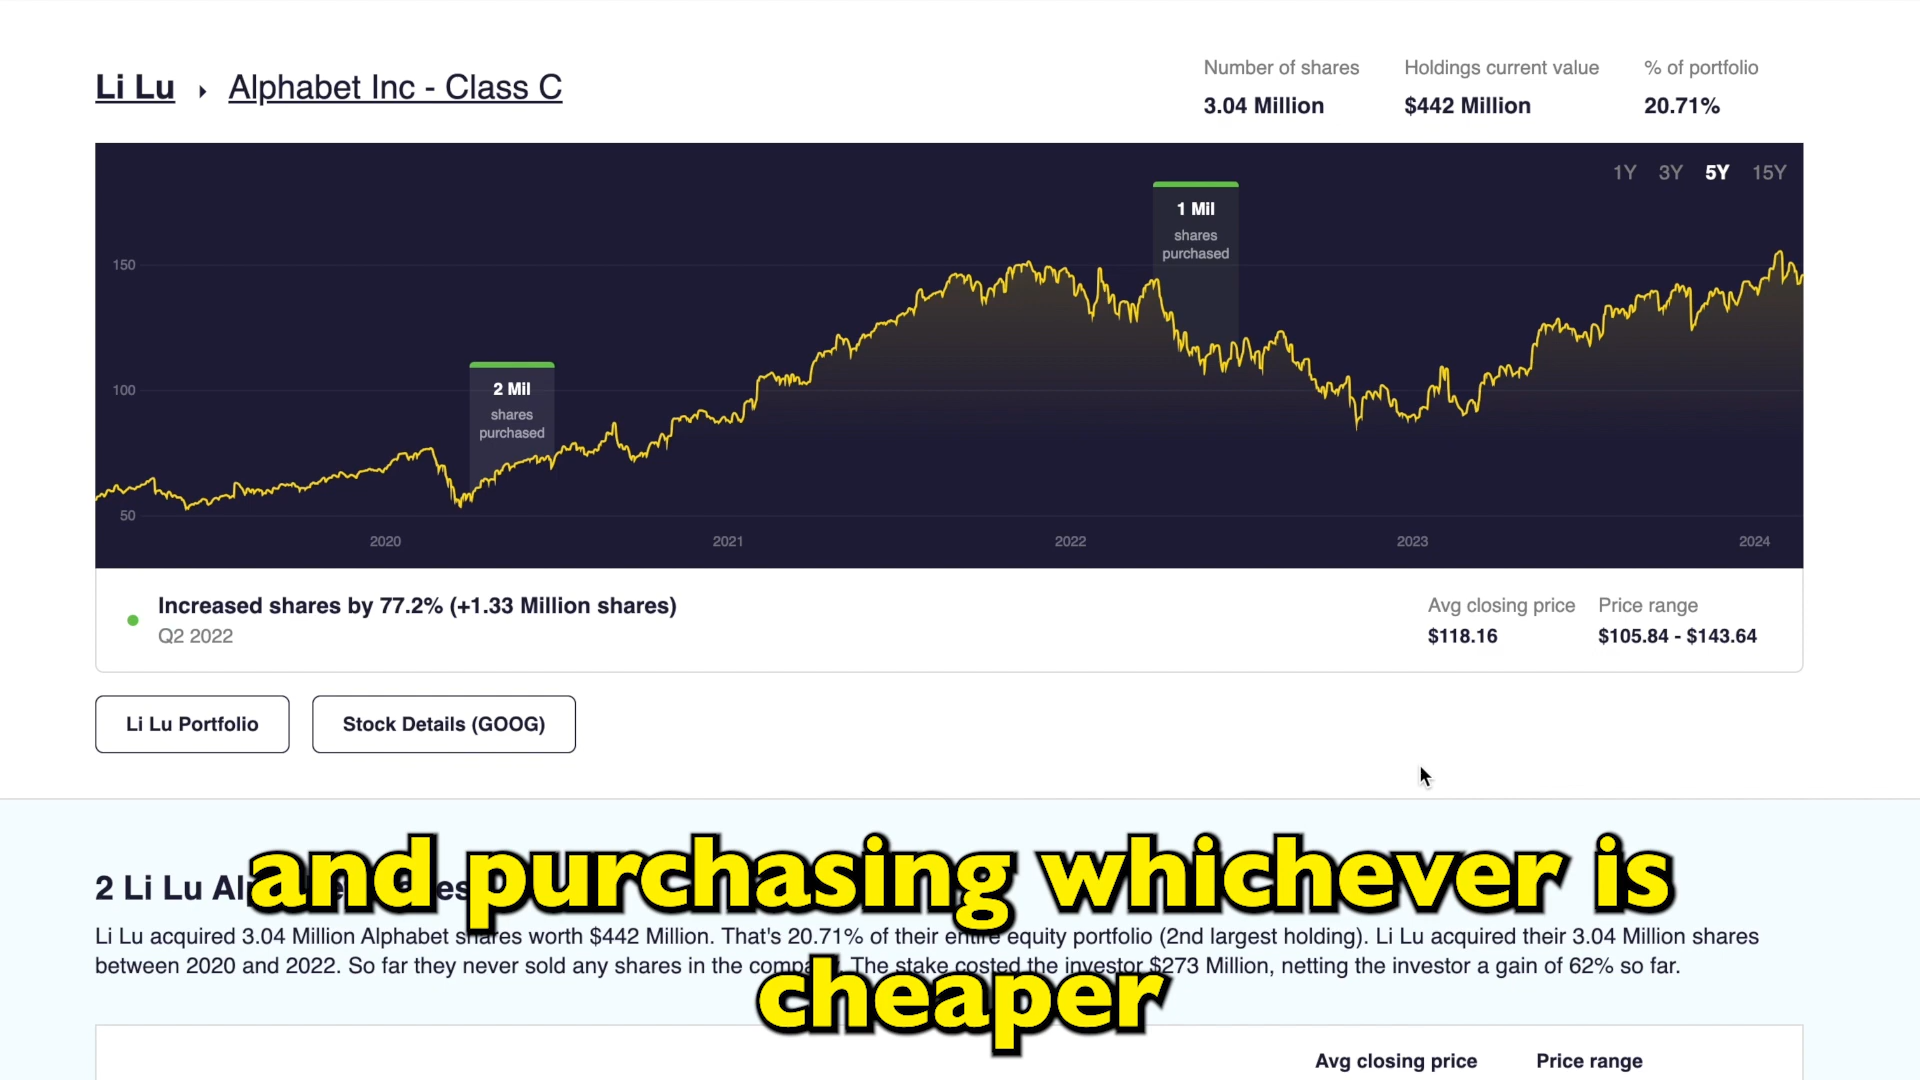 Li Lu ▸ Alphabet Inc - Class C
Number of shares
3.04 Million
Holdings current value
$442 Million
% of portfolio
20.71%
1Y 3Y 5Y 15Y
1 Mil
shares
purchased
2 Mil
shares
purchased
150
100
50
2020 2021 2022 2023 2024
Increased shares by 77.2% (+1.33 Million shares)
Q2 2022
Avg closing price
$118.16
Price range
$105.84 - $143.64
Li Lu Portfolio
Stock Details (GOOG)
and purchasing whichever is
cheaper
2 Li Lu
Li Lu acquired 3.04 Million Alphabet shares worth $442 Million. That's 20.71% of their entire equity portfolio (2nd largest holding). Li Lu acquired their 3.04 Million shares
between 2020 and 2022. So far they never sold any shares in the The stake costed the investor $273 Million, netting the investor a gain of 62% so far.
Avg closing price
Price range